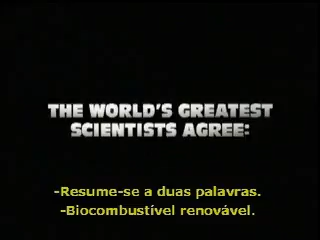 THE WORLD'S GREATEST
SCIENTISTS AGREE:
-Resume-se a duas palavras.
-Biocombustível renovável.